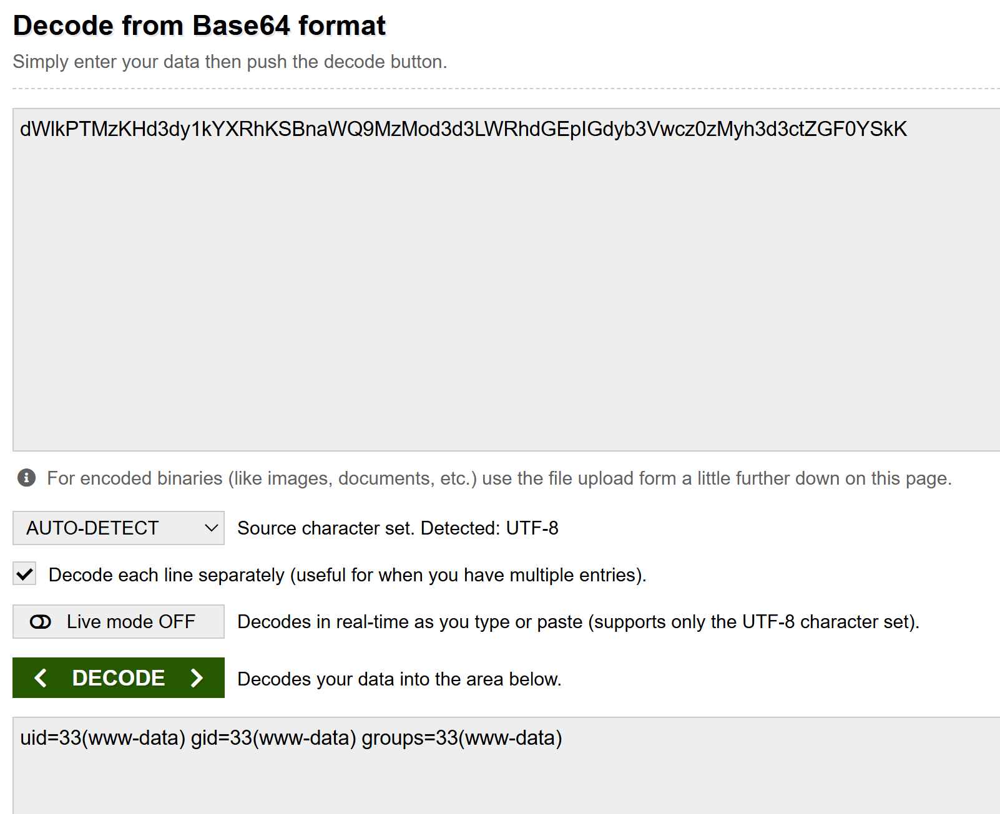 Decode from Base64 format
Simply enter your data then push the decode button.
dWlkPTMzKHd3dy1kYXRhKSBnaWQ9MzMod3d3LWRhdGEpIGdyb3Vwcz0zMyh3d3ctZGF0YSkK
For encoded binaries (like images, documents, etc.) use the file upload form a little further down on this page.
AUTO-DETECT Source character set. Detected: UTF-8
Decode each line separately (useful for when you have multiple entries).
Live mode OFF Decodes in real-time as you type or paste (supports only the UTF-8 character set).
DECODE Decodes your data into the area below.
uid=33(www-data) gid=33(www-data) groups=33(www-data)